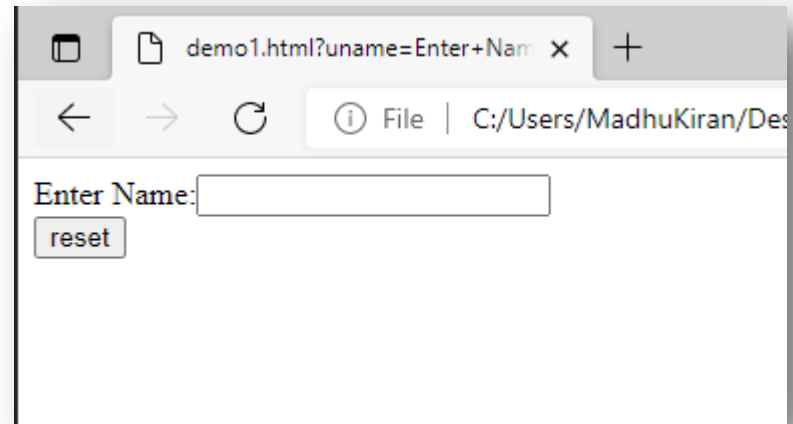 demo1.html?uname=Enter+Nam
File | C:/Users/MadhuKiran/Des
Enter Name:
reset